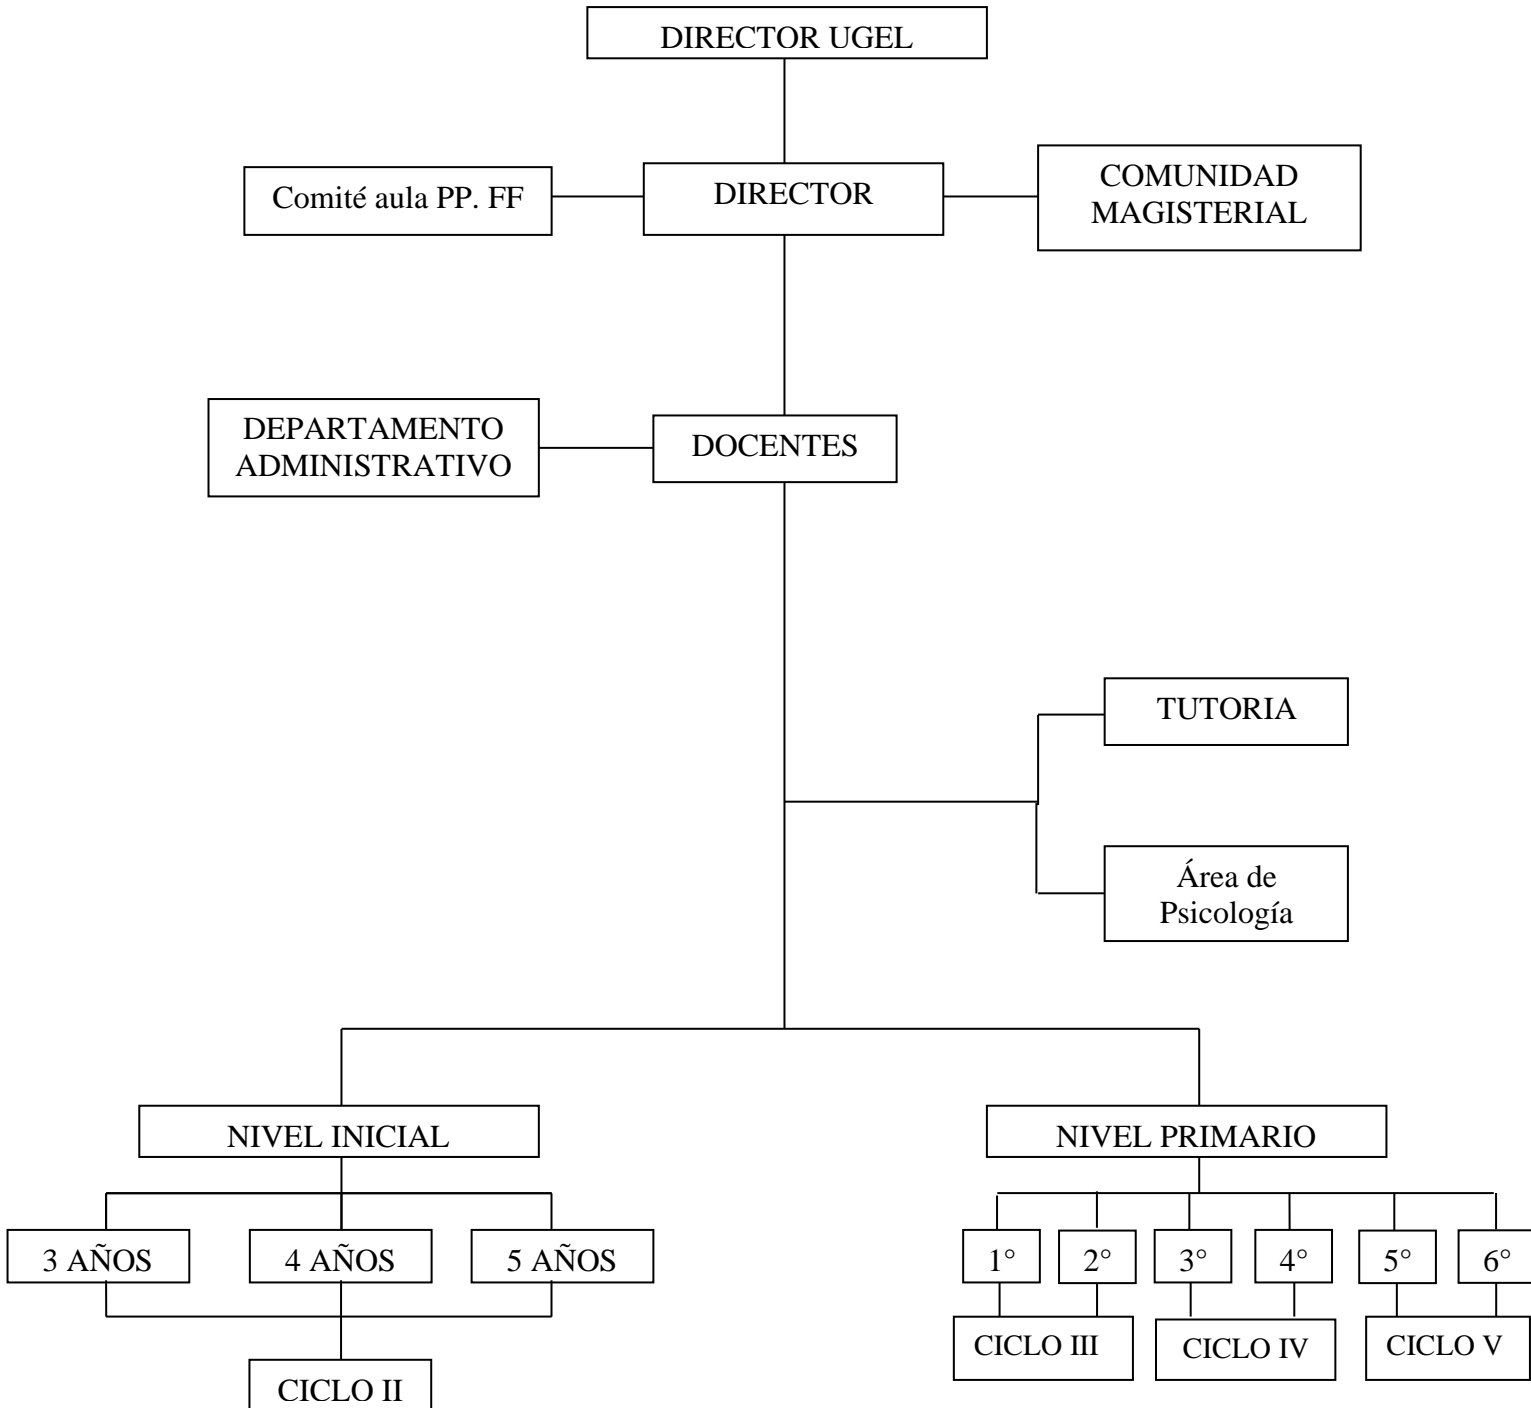 DIRECTOR UGEL
Comité aula PP. FF
DIRECTOR
COMUNIDAD
MAGISTERIAL
DEPARTAMENTO
ADMINISTRATIVO
DOCENTES
TUTORIA
Área de
Psicología
NIVEL INICIAL
NIVEL PRIMARIO
3 AÑOS
4 AÑOS
5 AÑOS
1°
2°
3°
4°
5°
6°
CICLO III
CICLO IV
CICLO V
CICLO II